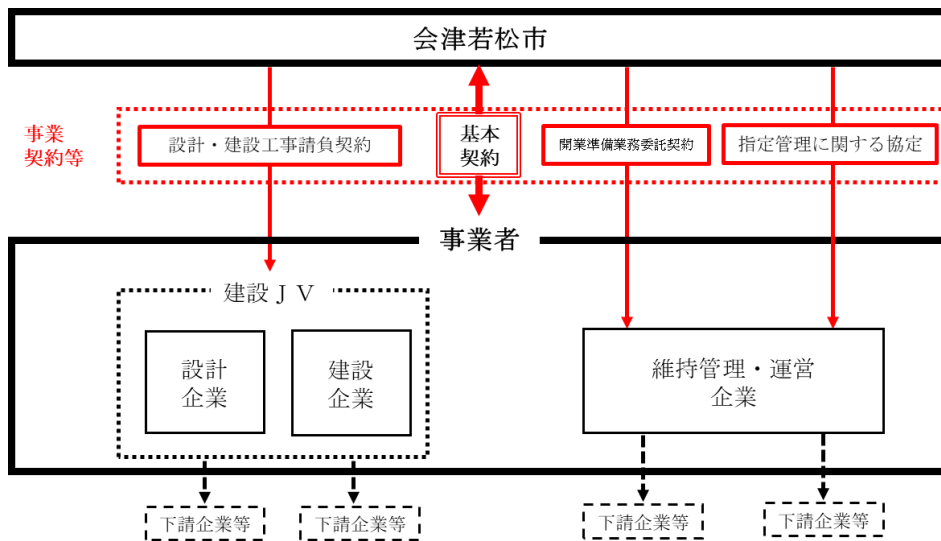 会津若松市
事業
契約等
設計・建設工事請負契約
基本
契約
開業準備業務委託契約
指定管理に関する協定
事業者
建設ＪＶ
設計
企業
建設
企業
維持管理・運営
企業
下請企業等
下請企業等
下請企業等
下請企業等